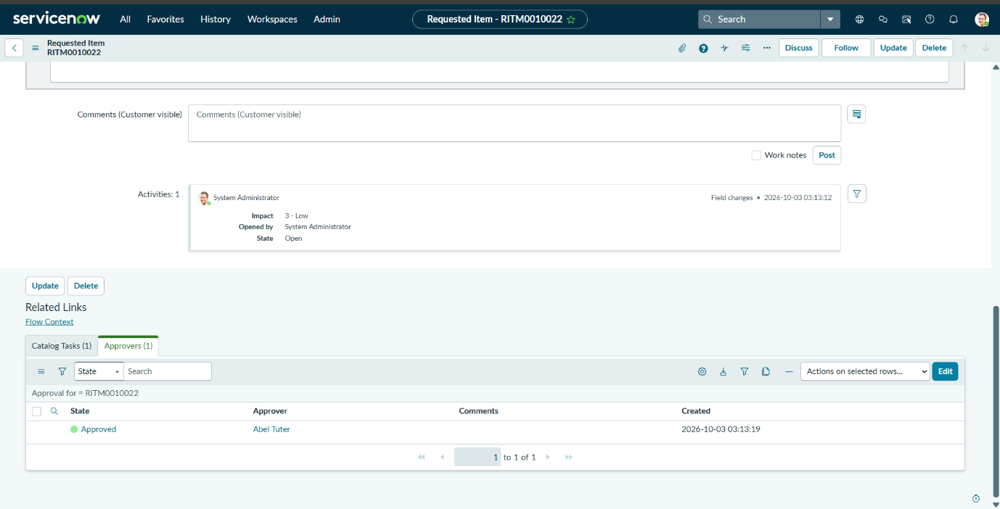 servicenow All Favorites History Workspaces Admin Requested Item - RITM0010022 Search
Requested Item
RITM0010022
Discuss Follow Update Delete
Comments (Customer visible) Comments (Customer visible)
Work notes Post
Activities: 1 System Administrator Field changes • 2026-10-03 03:13:12
Impact 3 - Low
Opened by System Administrator
State Open
Update Delete
Related Links
Flow Context
Catalog Tasks (1) Approvers (1)
State Search Actions on selected rows... Edit
Approval for = RITM0010022
State Approver Comments Created
Approved Abel Tuter 2026-10-03 03:13:19
1 to 1 of 1